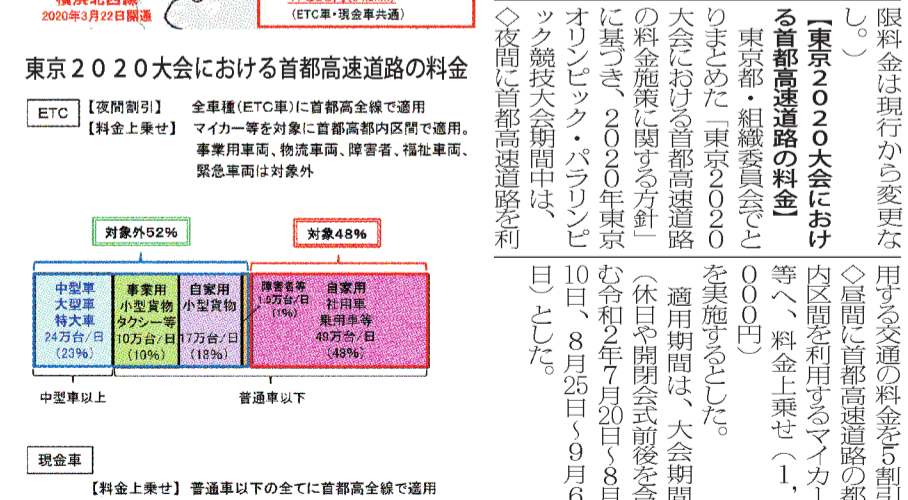 横浜北西線
2020年3月22日開通
(ETC車・現金車共通)
東京2020大会における首都高速道路の料金
ETC
【夜間割引】 全車種(ETC車)に首都高全線で適用
【料金上乗せ】 マイカー等を対象に首都高都内区間で適用。
事業用車両、物流車両、障害者、福祉車両、
緊急車両は対象外
対象外52%
対象48%
中型車
大型車
特大車
24万台/日
(23%)
事業用
小型貨物
タクシー等
10万台/日
(10%)
自家用
小型貨物
17万台/日
(18%)
障害者等
1.5万台/日
(1%)
自家用
社用車
乗用車等
49万台/日
(48%)
中型車以上
普通車以下
現金車
【料金上乗せ】 普通車以下の全てに首都高全線で適用
限料金は現行から変更な
し。)
【東京2020大会におけ
る首都高速道路の料金】
東京都・組織委員会でと
りまとめた「東京2020
大会における首都高速道路
の料金施策に関する方針」
に基づき、2020年東京
オリンピック・パラリンピ
ック競技大会期間中は、
◇夜間に首都高速道路を利
用する交通の料金を5割引
◇昼間に首都高速道路の都
内区間を利用するマイカー
等へ、料金上乗せ(1,
000円)
を実施するとした。
適用期間は、大会期間
(休日や開閉会式前後を含
む令和2年7月20日~8月
10日、8月25日~9月6
日)とした。